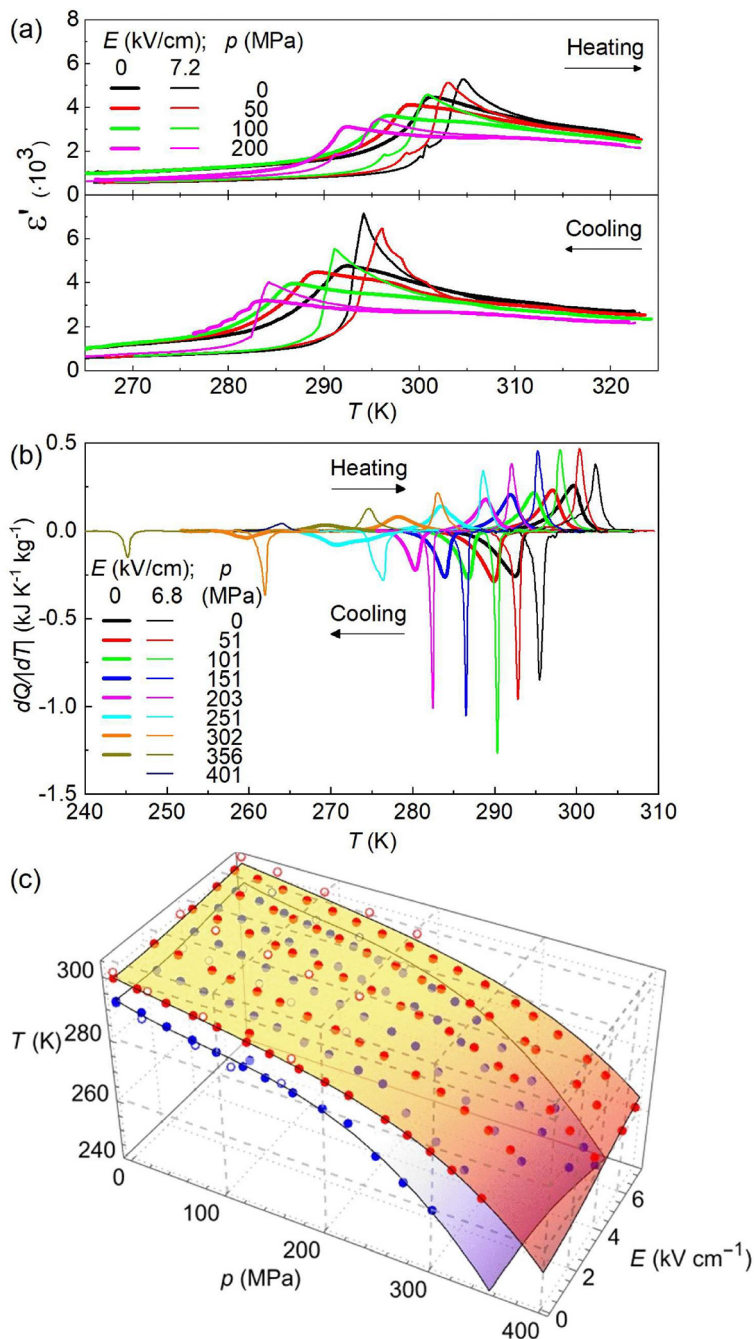 (a)
E (kV/cm); p (MPa)
0 7.2 0
50
100
200
Heating
8
6
4
2
0
ε' (·10³)
Cooling
8
6
4
2
0
270 280 290 300 310 320
T (K)
(b)
0.5
0.0
-0.5
-1.0
-1.5
dQ/|dT| (kJ K⁻¹ kg⁻¹)
Heating
E (kV/cm); p
0 6.8 (MPa)
0
51
101
151
203
251
302
356
401
Cooling
240 250 260 270 280 290 300 310
T (K)
(c)
300
280
260
240
T (K)
0
100
200
300
400
p (MPa)
0
2
4
6
E (kV cm⁻¹)